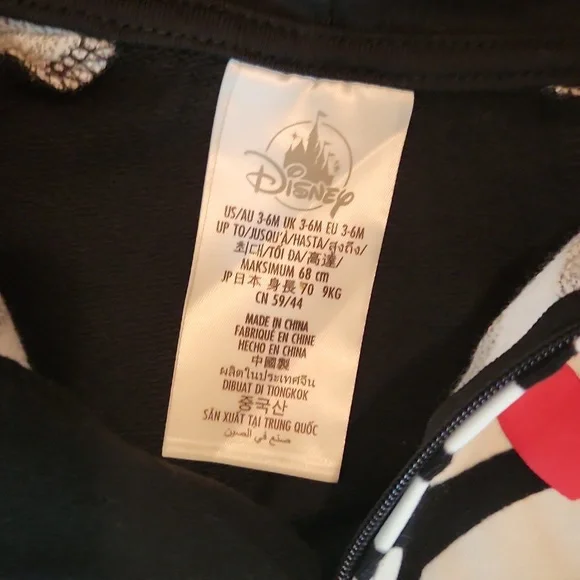 Disney
US/AU 3-6M UK 3-6M EU 3-6M
UP TO/JUSQU'À/HASTA/สูงถึง/
최대/TỐI DA/高達/
MAKSIMUM 68 cm
JP日本 身長 70 9KG
CN 59/44
MADE IN CHINA
FABRIQUÉ EN CHINE
HECHO EN CHINA
中國製
ผลิตในประเทศจีน
DIBUAT DI TIONGKOK
중국산
SẢN XUẤT TẠI TRUNG QUỐC
صنع في الصين